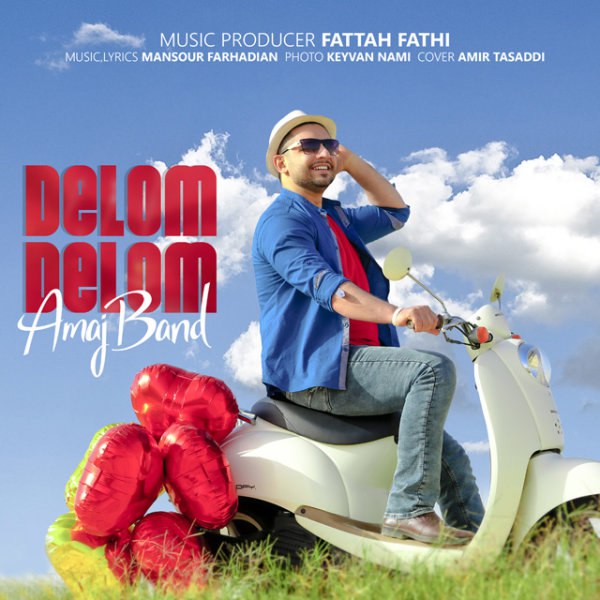 MUSIC PRODUCER FATTAH FATHI
MUSIC,LYRICS MANSOUR FARHADIAN PHOTO KEYVAN NAMI COVER AMIR TASADDI
DELOM
DELOM
Amaj Band